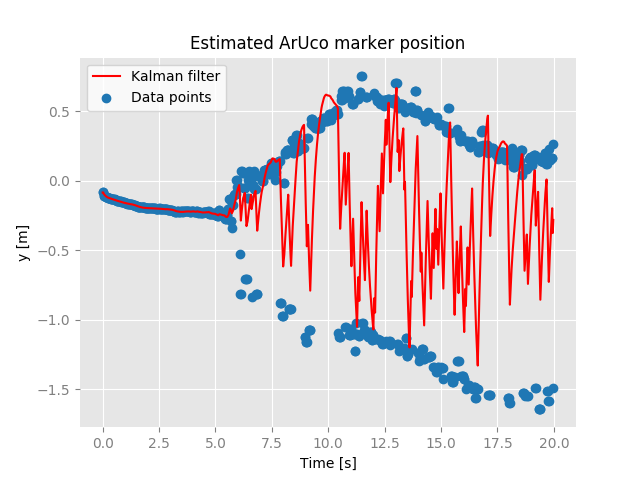 Estimated ArUco marker position
Kalman filter
Data points
0.5
0.0
−0.5
−1.0
−1.5
y [m]
0.0 2.5 5.0 7.5 10.0 12.5 15.0 17.5 20.0
Time [s]